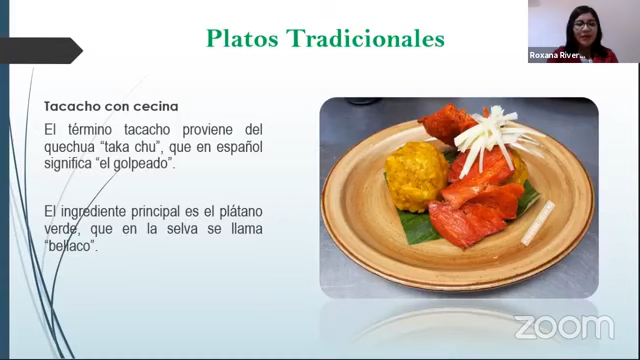 Platos Tradicionales
Roxana River...
Tacacho con cecina
El término tacacho proviene del
quechua “taka chu”, que en español
significa “el golpeado”.
El ingrediente principal es el plátano
verde, que en la selva se llama
“bellaco”.
zoom